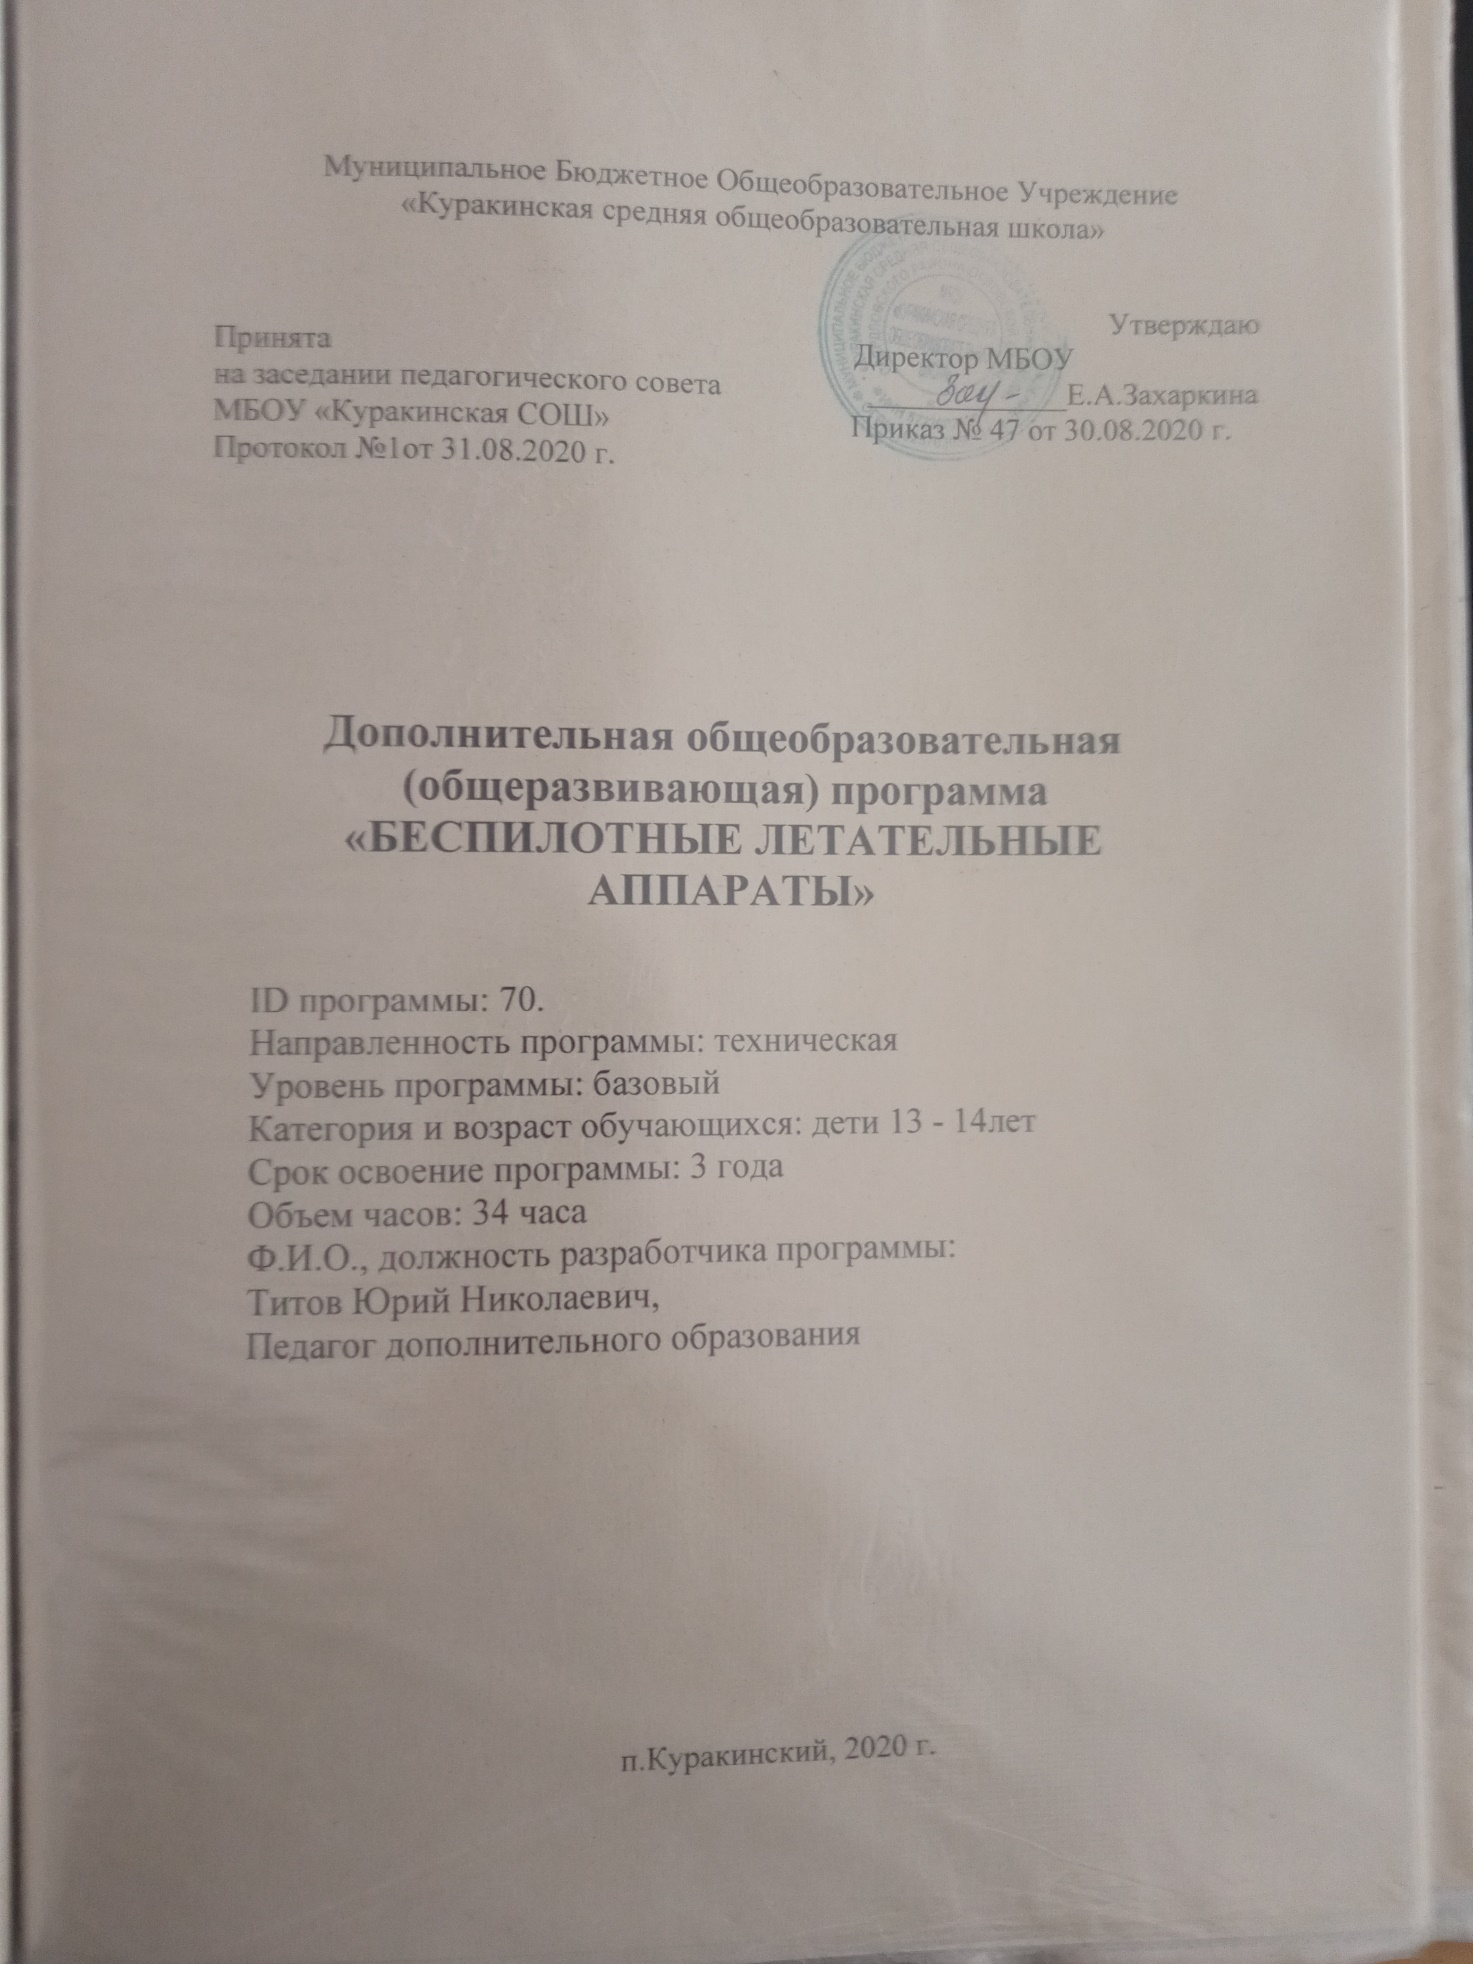 Муниципальное Бюджетное Общеобразовательное Учреждение
«Куракинская средняя общеобразовательная школа»
Принята
на заседании педагогического совета
МБОУ «Куракинская СОШ»
Протокол №1от 31.08.2020 г.
Утверждаю
Директор МБОУ
Е.А.Захаркина
Приказ № 47 от 30.08.2020 г.
Дополнительная общеобразовательная
(общеразвивающая) программа
«БЕСПИЛОТНЫЕ ЛЕТАТЕЛЬНЫЕ
АППАРАТЫ»
ID программы: 70.
Направленность программы: техническая
Уровень программы: базовый
Категория и возраст обучающихся: дети 13 - 14лет
Срок освоение программы: 3 года
Объем часов: 34 часа
Ф.И.О., должность разработчика программы:
Титов Юрий Николаевич,
Педагог дополнительного образования
п.Куракинский, 2020 г.